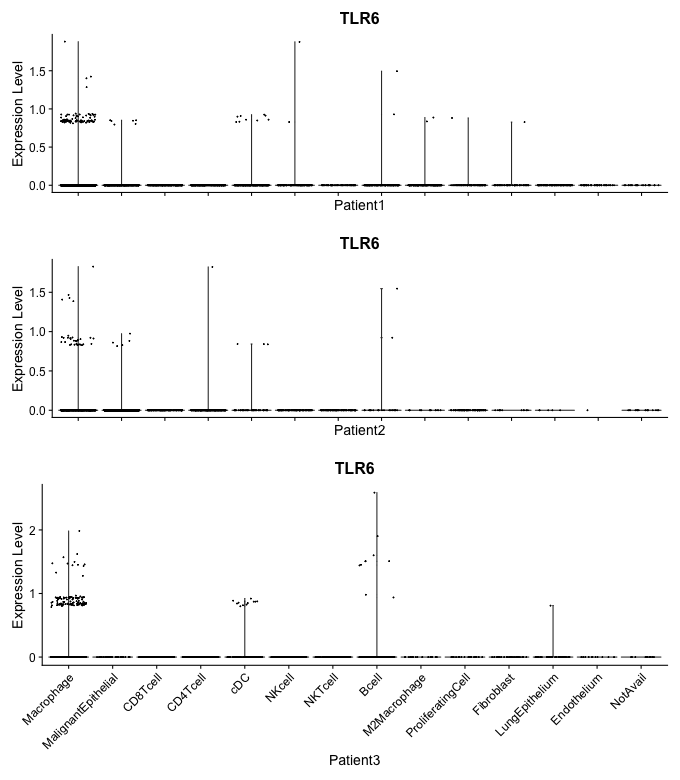 TLR6
Expression Level
1.5
1.0
0.5
0.0
Patient1
TLR6
Expression Level
1.5
1.0
0.5
0.0
Patient2
TLR6
Expression Level
2
1
0
Macrophage
MalignantEpithelial
CD8Tcell
CD4Tcell
cDC
NKcell
NKTcell
Bcell
M2Macrophage
ProliferatingCell
Fibroblast
LungEpithelium
Endothelium
NotAvail
Patient3